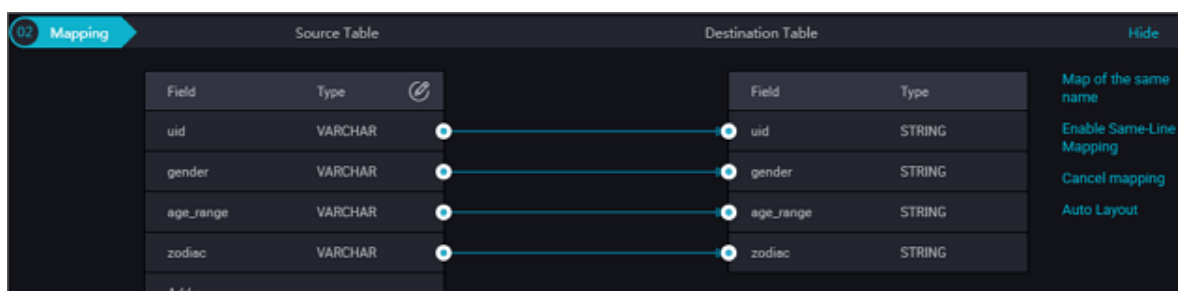 02 Mapping Source Table Destination Table Hide
Field Type Field Type Map of the same
name
uid VARCHAR uid STRING Enable Same-Line
Mapping
gender VARCHAR gender STRING Cancel mapping
age_range VARCHAR age_range STRING Auto Layout
zodiac VARCHAR zodiac STRING